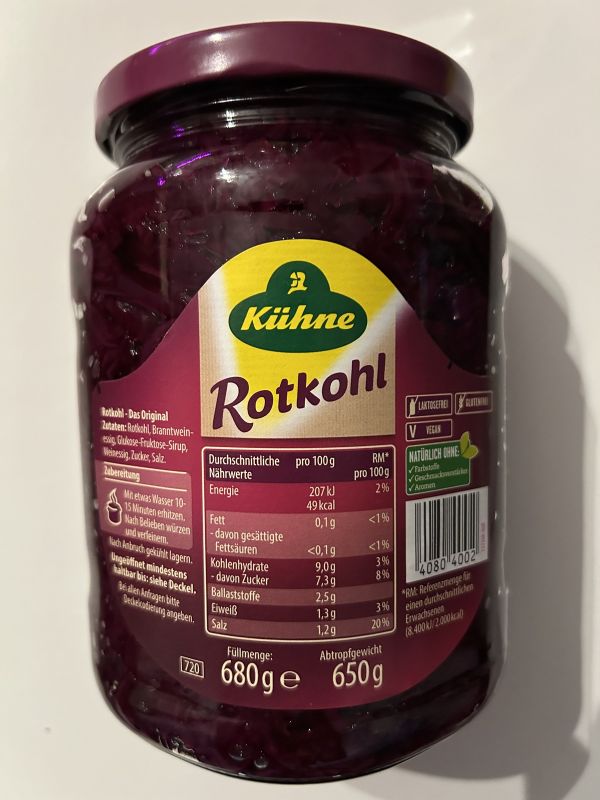 Kühne
Rotkohl
Rotkohl - Das Original
Zutaten: Rotkohl, Branntwein-
essig, Glukose-Fruktose-Sirup,
Weinessig, Zucker, Salz.
Zubereitung
Mit etwas Wasser 10-
15 Minuten erhitzen.
Nach Belieben würzen
und verfeinern.
Nach Anbruch gekühlt lagern.
Ungeöffnet mindestens
haltbar bis: siehe Deckel.
Bei allen Anfragen bitte
Deckelcodierung angeben.
Durchschnittliche Nährwerte pro 100 g RM* pro 100 g
Energie 207 kJ 2%
49 kcal
Fett 0,1 g <1%
- davon gesättigte
Fettsäuren <0,1 g <1%
Kohlenhydrate 9,0 g 3%
- davon Zucker 7,3 g 8%
Ballaststoffe 2,5 g
Eiweiß 1,3 g 3%
Salz 1,2 g 20%
LAKTOSEFREI GLUTENFREI
V VEGAN
NATÜRLICH OHNE:
✓ Farbstoffe
✓ Geschmacksverstärker
✓ Aromen
4080 4002
*RM: Referenzmenge für
einen durchschnittlichen
Erwachsenen
(8.400 kJ/2.000 kcal)
720
Füllmenge: Abtropfgewicht
680 g e 650 g